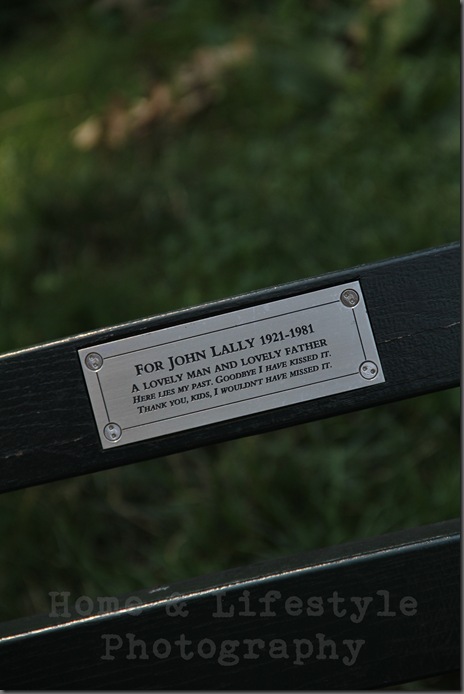 For John Lally 1921-1981
a lovely man and lovely father
Here lies my past. Goodbye I have kissed it.
Thank you, kids, I wouldn't have missed it.
Home & Lifestyle
Photography